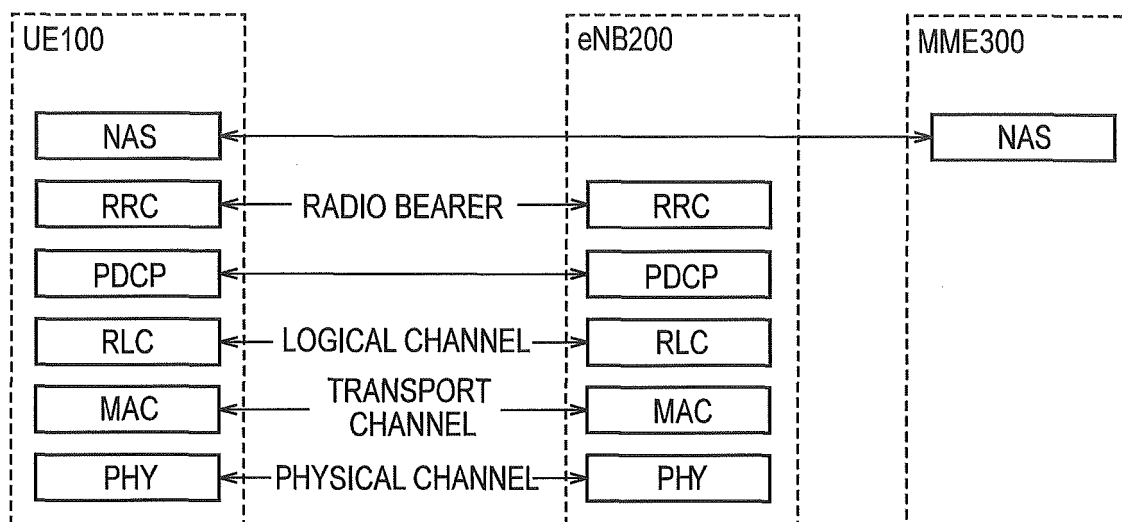 UE100 eNB200 MME300
NAS NAS
RRC RADIO BEARER RRC
PDCP PDCP
RLC LOGICAL CHANNEL RLC
MAC TRANSPORT CHANNEL MAC
PHY PHYSICAL CHANNEL PHY